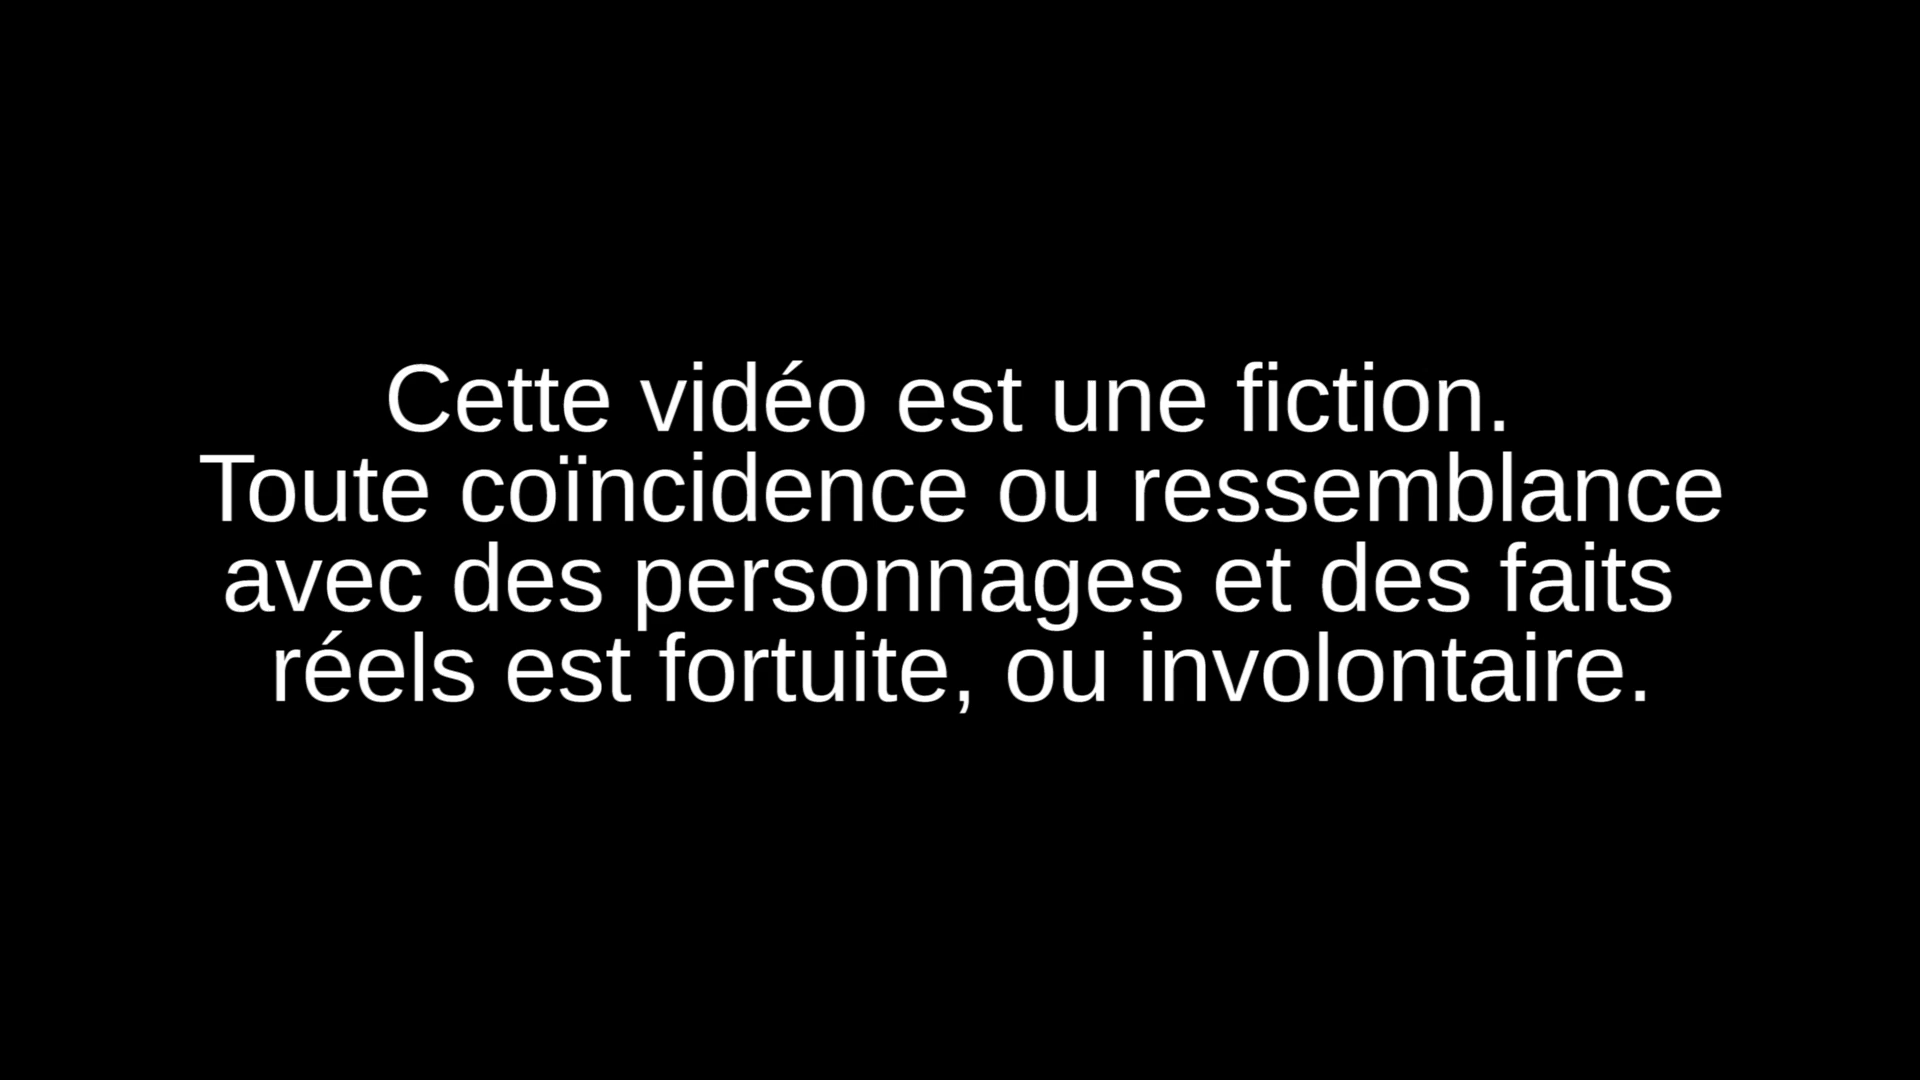 Cette vidéo est une fiction.
Toute coïncidence ou ressemblance
avec des personnages et des faits
réels est fortuite, ou involontaire.